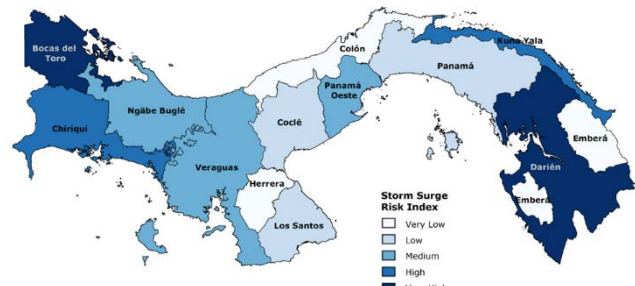 Bocas del
Toro
Colón
Kuna Yala
Panamá
Ngäbe Buglé
Panamá
Oeste
Chiriquí
Coclé
Emberá
Veraguas
Darién
Herrera
Emberá
Los Santos
Storm Surge
Risk Index
Very Low
Low
Medium
High